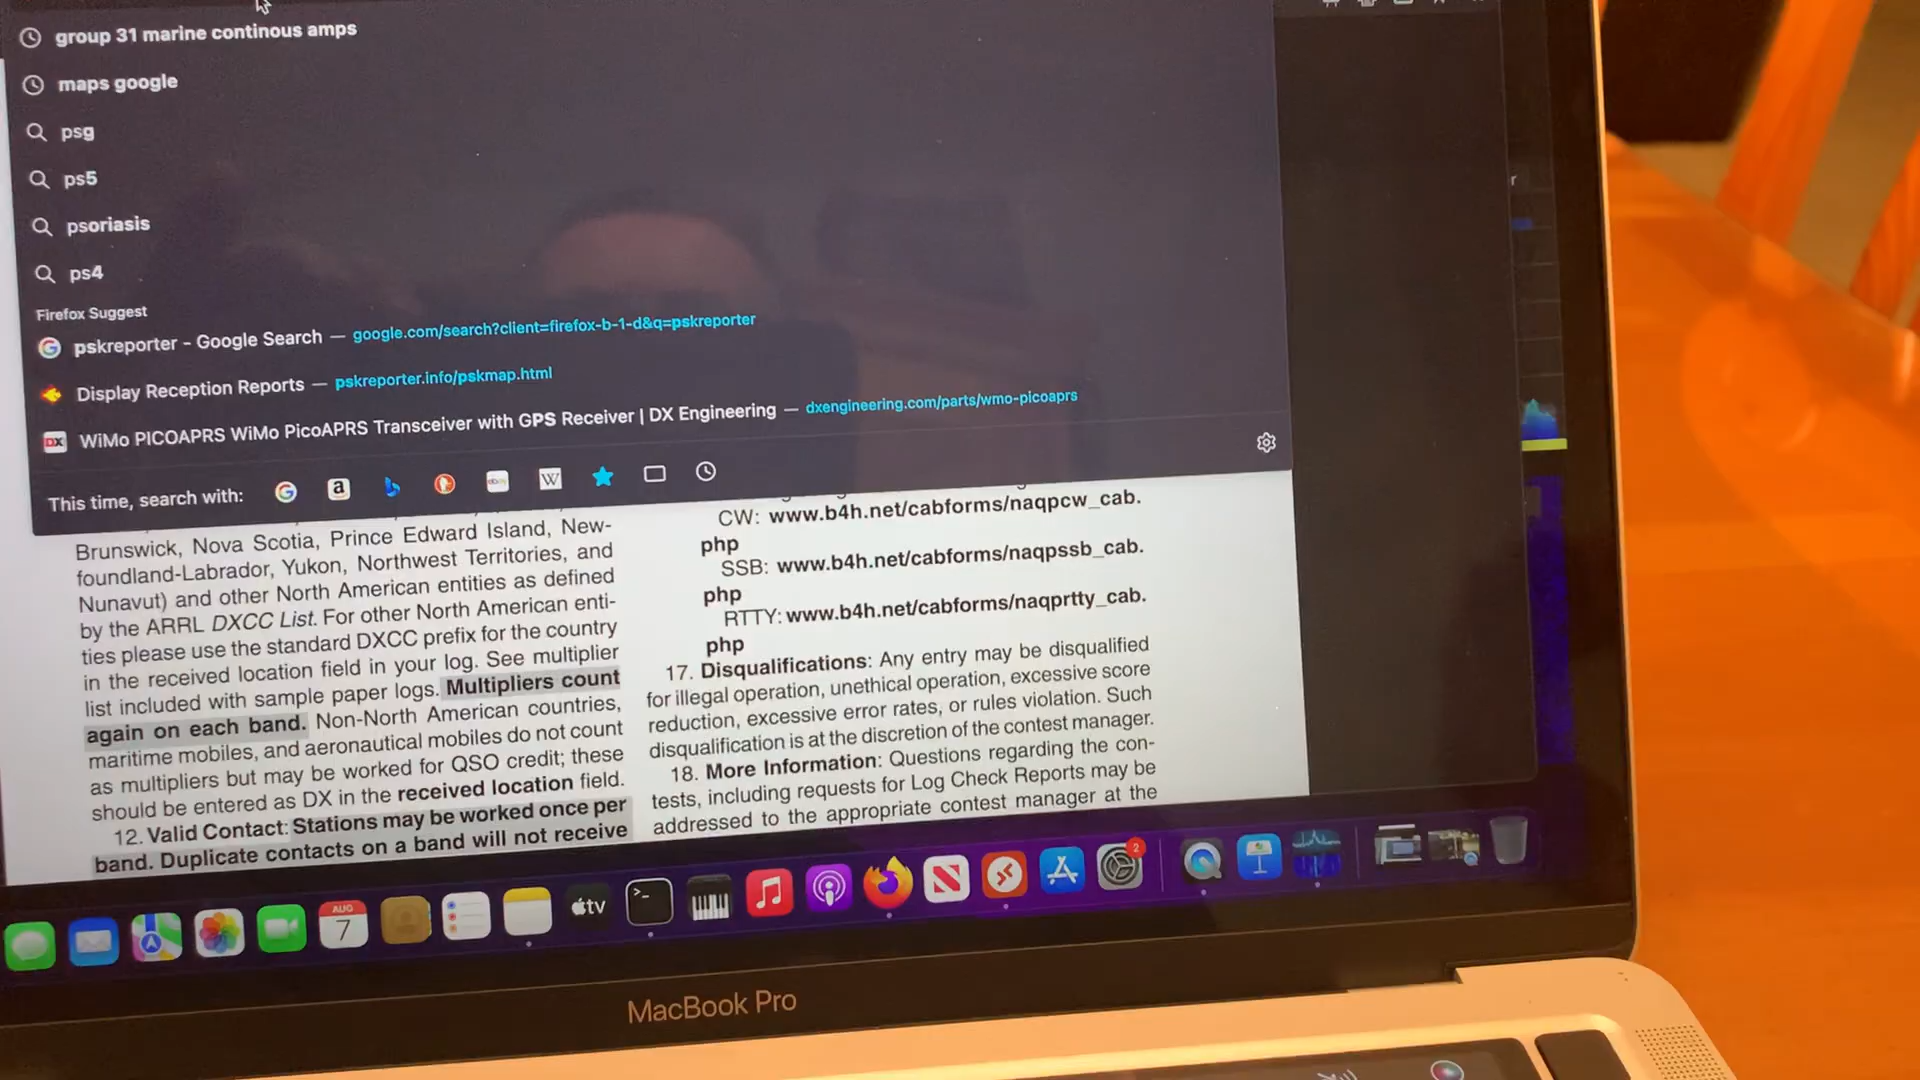 group 31 marine continous amps
maps google
psg
ps5
psoriasis
ps4
Firefox Suggest
pskreporter - Google Search — google.com/search?client=firefox-b-1-d&q=pskreporter
Display Reception Reports — pskreporter.info/pskmap.html
DX WiMo PICOAPRS WiMo PicoAPRS Transceiver with GPS Receiver | DX Engineering — dxengineering.com/parts/wmo-picoaprs
This time, search with:
Brunswick, Nova Scotia, Prince Edward Island, New-
foundland-Labrador, Yukon, Northwest Territories, and
Nunavut) and other North American entities as defined
by the ARRL DXCC List. For other North American enti-
ties please use the standard DXCC prefix for the country
in the received location field in your log. See multiplier
list included with sample paper logs. Multipliers count
again on each band. Non-North American countries,
maritime mobiles, and aeronautical mobiles do not count
as multipliers but may be worked for QSO credit; these
should be entered as DX in the received location field.
12. Valid Contact: Stations may be worked once per
band. Duplicate contacts on a band will not receive
CW: www.b4h.net/cabforms/naqpcw_cab.
php
SSB: www.b4h.net/cabforms/naqpssb_cab.
php
RTTY: www.b4h.net/cabforms/naqprtty_cab.
php
17. Disqualifications: Any entry may be disqualified
for illegal operation, unethical operation, excessive score
reduction, excessive error rates, or rules violation. Such
disqualification is at the discretion of the contest manager.
18. More Information: Questions regarding the con-
tests, including requests for Log Check Reports may be
addressed to the appropriate contest manager at the
AUG
7
tv
2
MacBook Pro